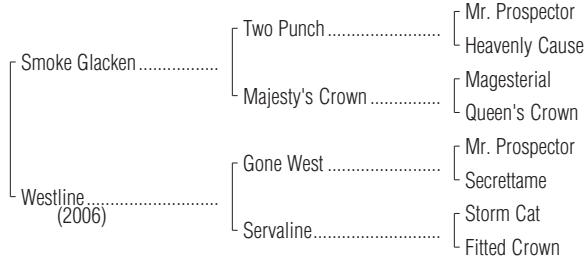 Mr. Prospector
Two Punch ......................
Heavenly Cause
Smoke Glacken ................
Magesterial
Majesty's Crown ..............
Queen's Crown
Mr. Prospector
Gone West ......................
Secrettame
Westline ..........................
(2006)
Storm Cat
Servaline .........................
Fitted Crown